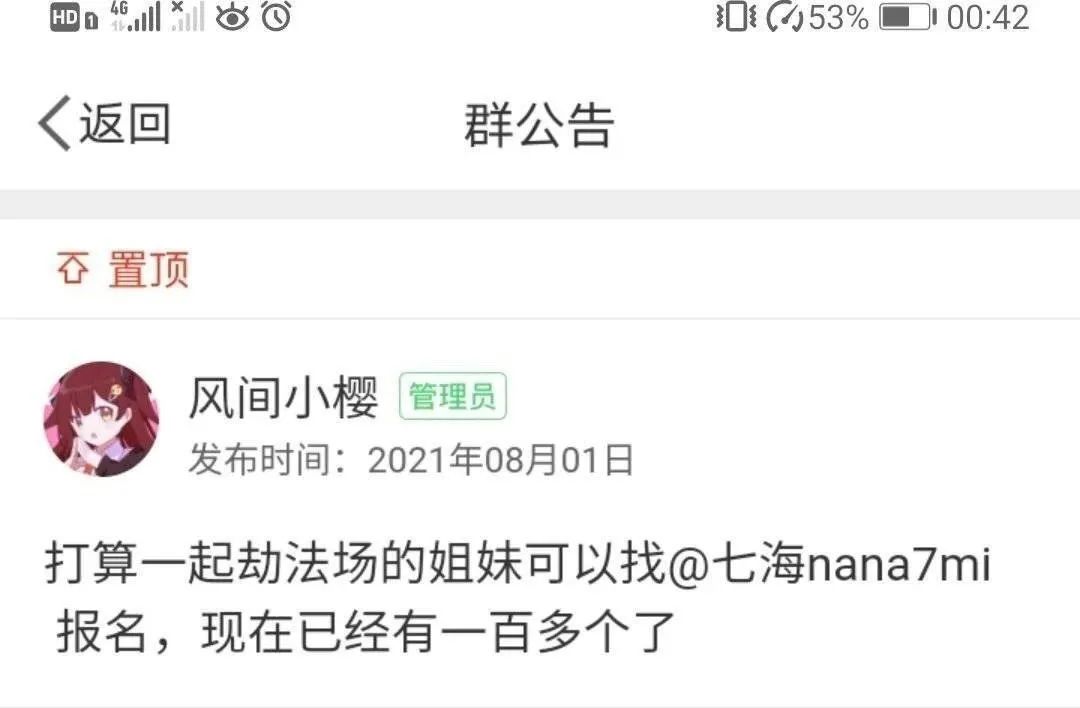 HD 1 4G 53% 00:42
返回 群公告
置顶
风间小樱 管理员
发布时间：2021年08月01日
打算一起劫法场的姐妹可以找@七海nana7mi
报名，现在已经有一百多个了